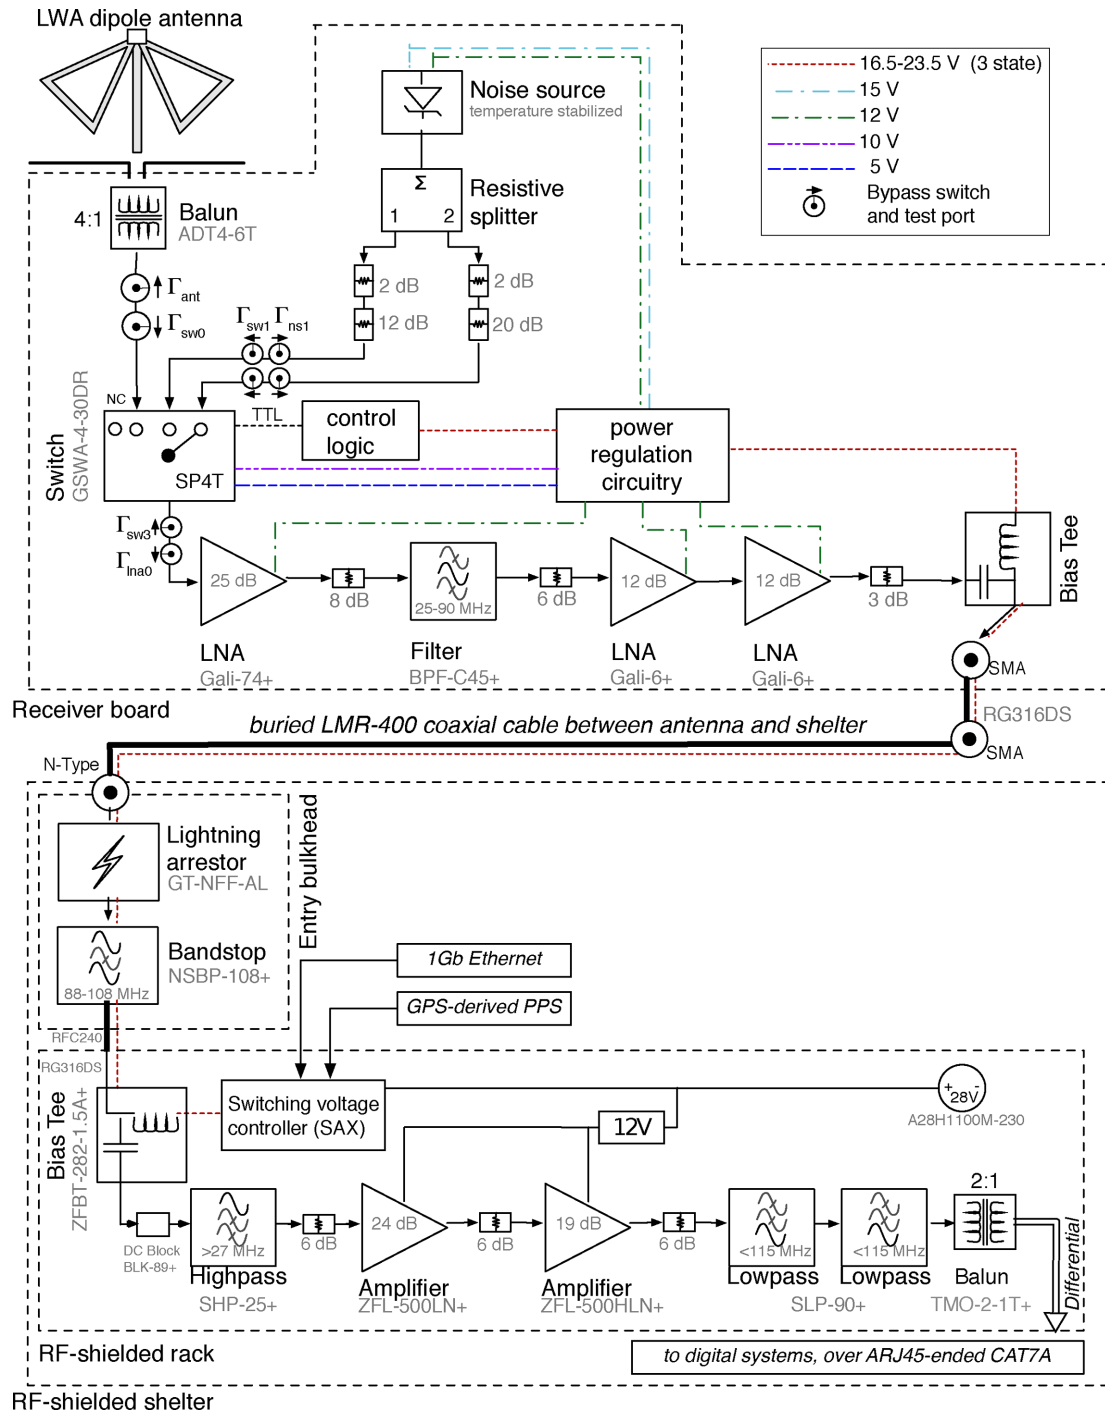 LWA dipole antenna
16.5-23.5 V (3 state)
15 V
12 V
10 V
5 V
Bypass switch
and test port
Noise source
temperature stabilized
Σ
1 2
Resistive
splitter
4:1
Balun
ADT4-6T
Γant
Γsw0
2 dB
2 dB
12 dB
20 dB
Γsw1 Γns1
NC
TTL
Switch
GSWA-4-30DR
SP4T
control
logic
power
regulation
circuitry
Γsw3
Γlna0
25 dB
8 dB
25-90 MHz
6 dB
12 dB
12 dB
3 dB
Bias Tee
LNA
Gali-74+
Filter
BPF-C45+
LNA
Gali-6+
LNA
Gali-6+
SMA
Receiver board
RG316DS
buried LMR-400 coaxial cable between antenna and shelter
SMA
N-Type
Lightning
arrestor
GT-NFF-AL
Entry bulkhead
Bandstop
NSBP-108+
88-108 MHz
1Gb Ethernet
GPS-derived PPS
RFC240
RG316DS
Bias Tee
ZFBT-282-1.5A+
Switching voltage
controller (SAX)
12V
+ -
28V
A28H1100M-230
DC Block
BLK-89+
>27 MHz
Highpass
SHP-25+
6 dB
24 dB
Amplifier
ZFL-500LN+
6 dB
19 dB
Amplifier
ZFL-500HLN+
6 dB
<115 MHz
Lowpass
<115 MHz
Lowpass
SLP-90+
2:1
Balun
TMO-2-1T+
Differential
RF-shielded rack
to digital systems, over ARJ45-ended CAT7A
RF-shielded shelter